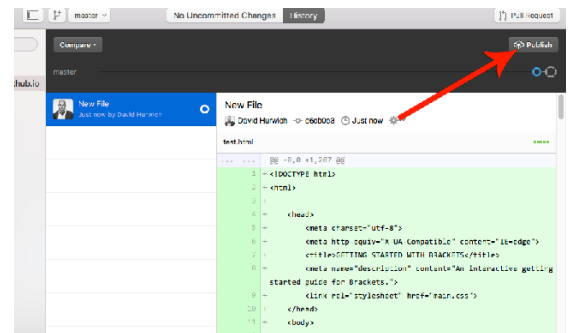 master
No Uncommitted Changes
History
Pull Request
Compare
Publish
master
thub.io
New File
Just now by David Hurwich
New File
David Hurwich
c6cb0b3
Just now
test.html
@@ -0,0 +1,207 @@
1 +<!DOCTYPE html>
2 +<html>
3 +
4 + <head>
5 + <meta charset="utf-8">
6 + <meta http-equiv="X-UA-Compatible" content="IE=edge">
7 + <title>GETTING STARTED WITH BRACKETS</title>
8 + <meta name="description" content="An interactive getting
started guide for Brackets.">
9 + <link rel="stylesheet" href="main.css">
10 + </head>
11 + <body>